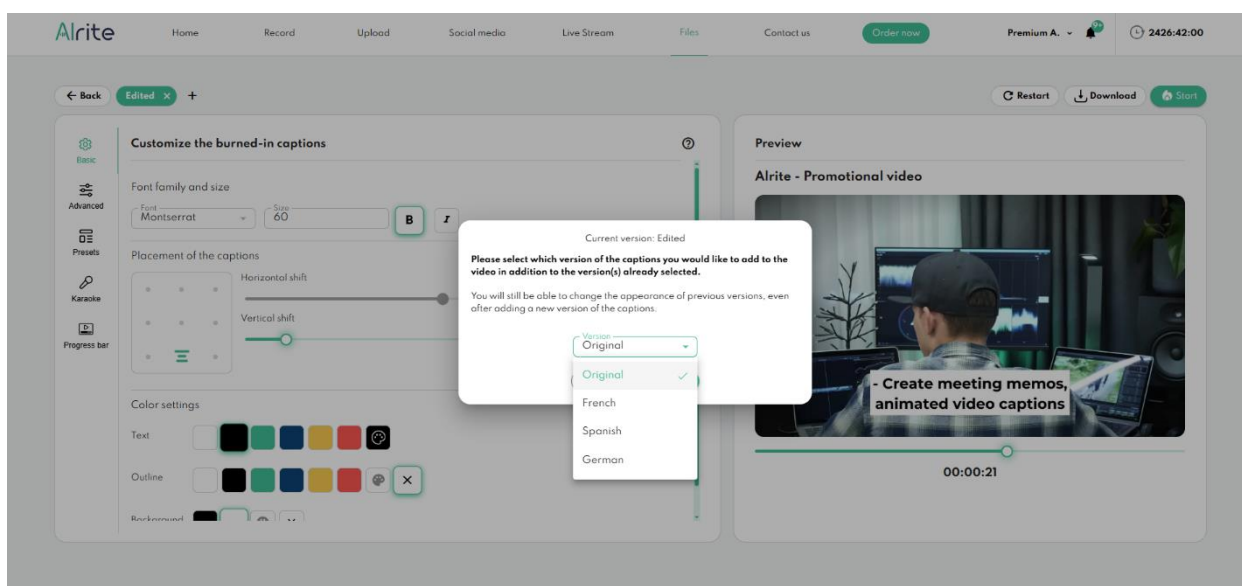 Alrite
Home
Record
Upload
Social media
Live Stream
Files
Contact us
Order now
Premium A.
9+
2426:42:00
Back
Edited
Restart
Download
Start
Basic
Advanced
Presets
Karaoke
Progress bar
Customize the burned-in captions
Font family and size
Font
Montserrat
Size
60
B
I
Placement of the captions
Horizontal shift
Vertical shift
Color settings
Text
Outline
Background
Current version: Edited
Please select which version of the captions you would like to add to the
video in addition to the version(s) already selected.
You will still be able to change the appearance of previous versions, even
after adding a new version of the captions.
Version
Original
Original
French
Spanish
German
Preview
Alrite - Promotional video
- Create meeting memos,
animated video captions
00:00:21